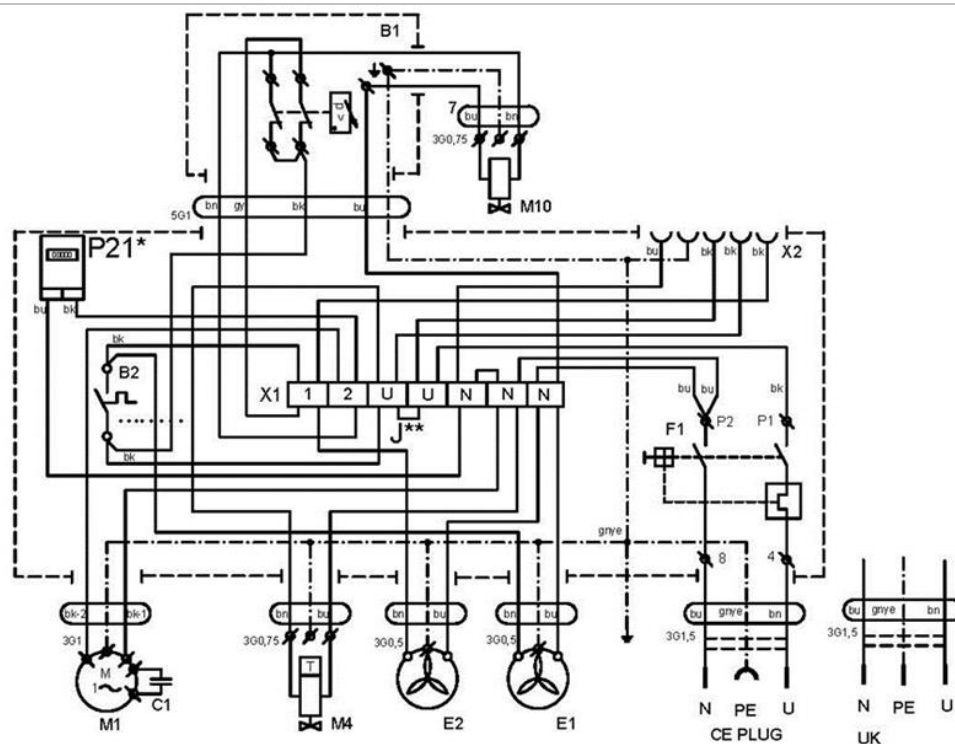 B1
7
bu
bn
3G0,75
M10
bn
gy
bk
bu
5G1
P21*
00000
bu
bk
bu
bk
bk
bk
X2
bk
B2
X1
1
2
U
U
N
N
N
J**
bk
bu
bu
bk
P2
P1
F1
gnye
8
4
bk-2
bk-1
bn
bu
bn
bu
bn
bu
bu
gnye
bn
bu
gnye
bn
3G1
3G0,75
3G0,5
3G0,5
3G1,5
3G1,5
M
1
T
C1
M1
M4
E2
E1
N
PE
U
N
PE
U
CE PLUG
UK